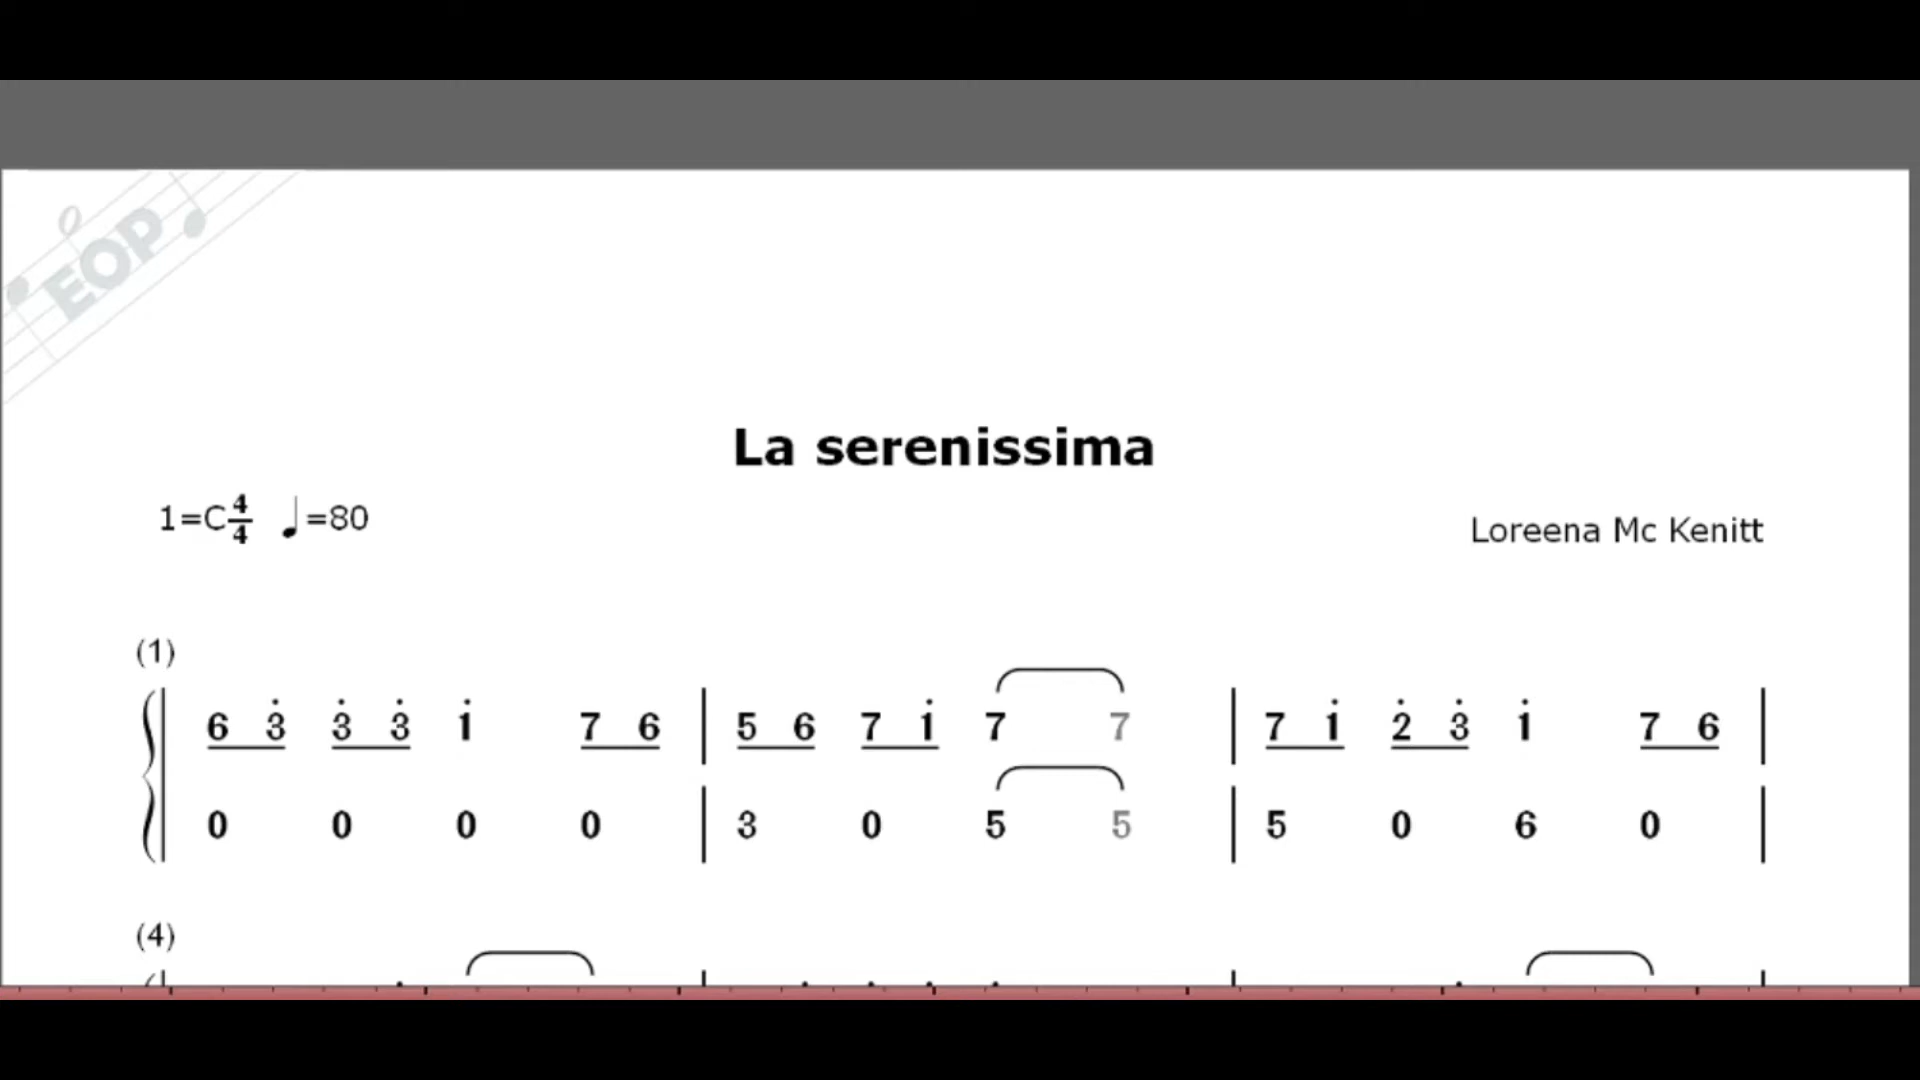 EOP
La serenissima
1=C 4/4 ♩=80
Loreena Mc Kenitt
(1)
6 3̇ 3̇ 3̇ 1̇ 7 6 | 5 6 7 1̇ 7 7 | 7 1̇ 2̇ 3̇ 1̇ 7 6 |
0 0 0 0 | 3 0 5 5 | 5 0 6 0 |
(4)